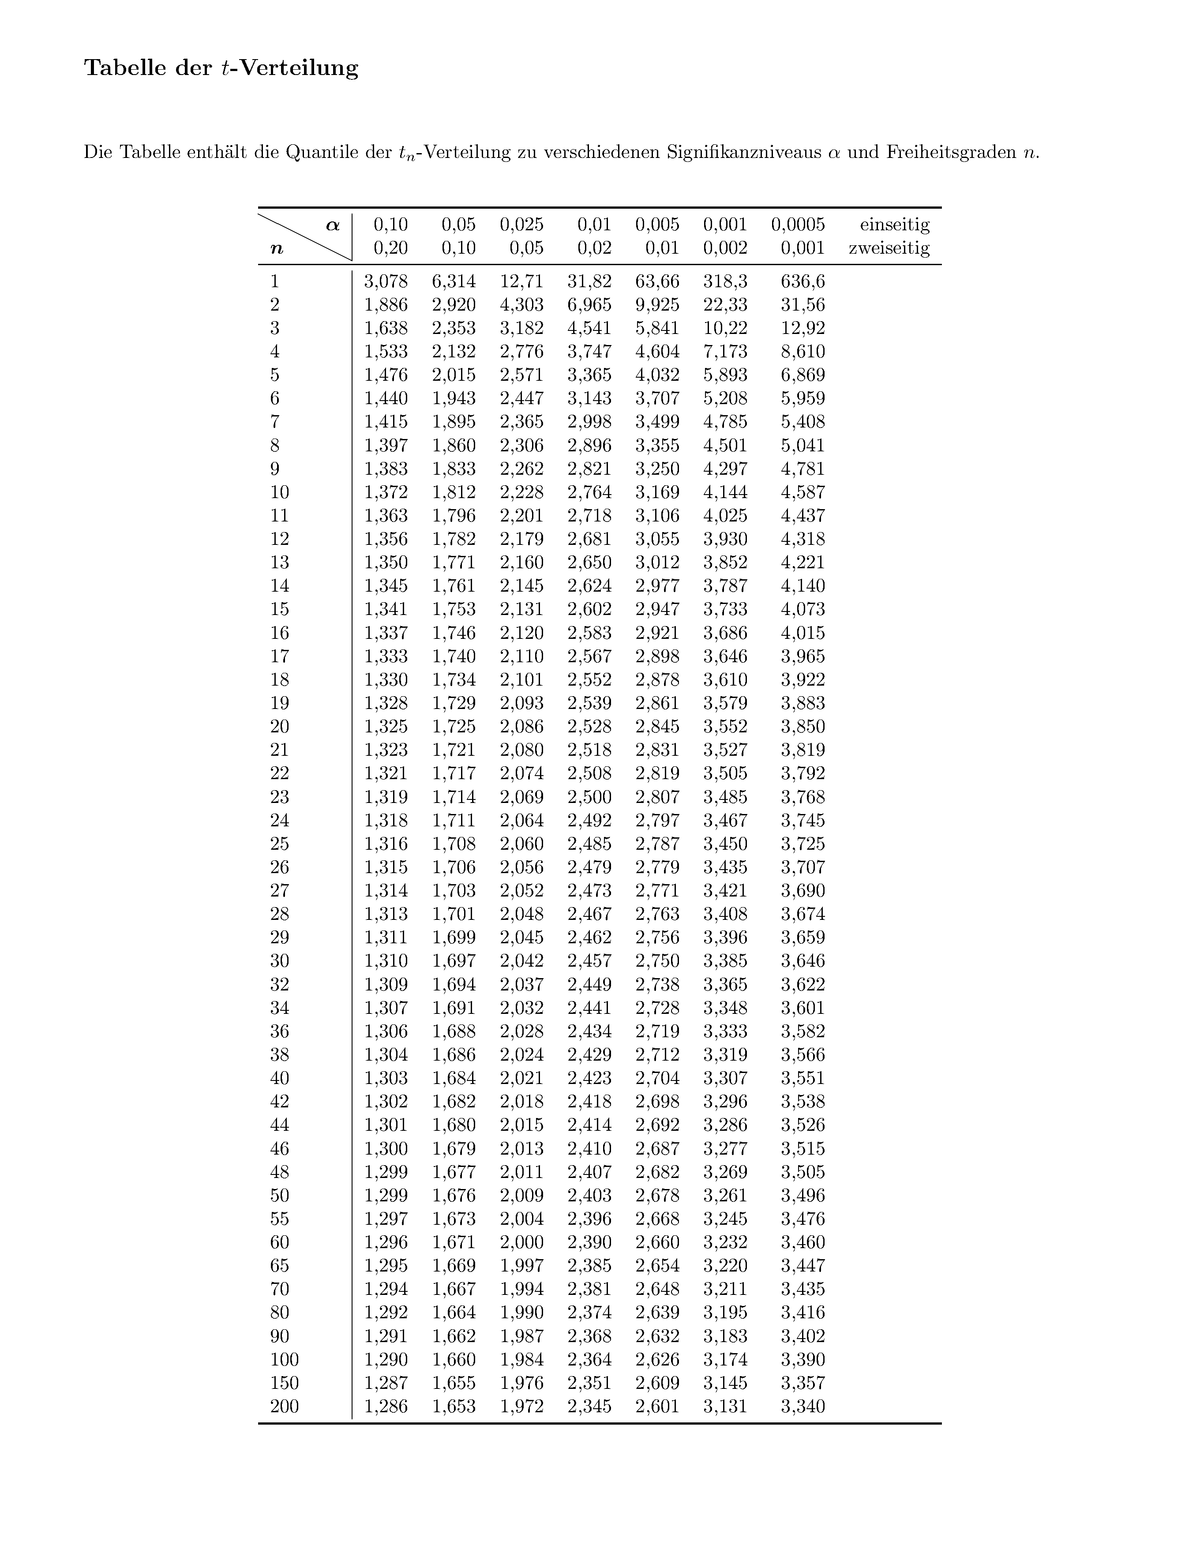 Tabelle der t-Verteilung
Die Tabelle enthält die Quantile der tn-Verteilung zu verschiedenen Signifikanzniveaus α und Freiheitsgraden n.
α 0,10 0,05 0,025 0,01 0,005 0,001 0,0005 einseitig
n 0,20 0,10 0,05 0,02 0,01 0,002 0,001 zweiseitig
1 3,078 6,314 12,71 31,82 63,66 318,3 636,6
2 1,886 2,920 4,303 6,965 9,925 22,33 31,56
3 1,638 2,353 3,182 4,541 5,841 10,22 12,92
4 1,533 2,132 2,776 3,747 4,604 7,173 8,610
5 1,476 2,015 2,571 3,365 4,032 5,893 6,869
6 1,440 1,943 2,447 3,143 3,707 5,208 5,959
7 1,415 1,895 2,365 2,998 3,499 4,785 5,408
8 1,397 1,860 2,306 2,896 3,355 4,501 5,041
9 1,383 1,833 2,262 2,821 3,250 4,297 4,781
10 1,372 1,812 2,228 2,764 3,169 4,144 4,587
11 1,363 1,796 2,201 2,718 3,106 4,025 4,437
12 1,356 1,782 2,179 2,681 3,055 3,930 4,318
13 1,350 1,771 2,160 2,650 3,012 3,852 4,221
14 1,345 1,761 2,145 2,624 2,977 3,787 4,140
15 1,341 1,753 2,131 2,602 2,947 3,733 4,073
16 1,337 1,746 2,120 2,583 2,921 3,686 4,015
17 1,333 1,740 2,110 2,567 2,898 3,646 3,965
18 1,330 1,734 2,101 2,552 2,878 3,610 3,922
19 1,328 1,729 2,093 2,539 2,861 3,579 3,883
20 1,325 1,725 2,086 2,528 2,845 3,552 3,850
21 1,323 1,721 2,080 2,518 2,831 3,527 3,819
22 1,321 1,717 2,074 2,508 2,819 3,505 3,792
23 1,319 1,714 2,069 2,500 2,807 3,485 3,768
24 1,318 1,711 2,064 2,492 2,797 3,467 3,745
25 1,316 1,708 2,060 2,485 2,787 3,450 3,725
26 1,315 1,706 2,056 2,479 2,779 3,435 3,707
27 1,314 1,703 2,052 2,473 2,771 3,421 3,690
28 1,313 1,701 2,048 2,467 2,763 3,408 3,674
29 1,311 1,699 2,045 2,462 2,756 3,396 3,659
30 1,310 1,697 2,042 2,457 2,750 3,385 3,646
32 1,309 1,694 2,037 2,449 2,738 3,365 3,622
34 1,307 1,691 2,032 2,441 2,728 3,348 3,601
36 1,306 1,688 2,028 2,434 2,719 3,333 3,582
38 1,304 1,686 2,024 2,429 2,712 3,319 3,566
40 1,303 1,684 2,021 2,423 2,704 3,307 3,551
42 1,302 1,682 2,018 2,418 2,698 3,296 3,538
44 1,301 1,680 2,015 2,414 2,692 3,286 3,526
46 1,300 1,679 2,013 2,410 2,687 3,277 3,515
48 1,299 1,677 2,011 2,407 2,682 3,269 3,505
50 1,299 1,676 2,009 2,403 2,678 3,261 3,496
55 1,297 1,673 2,004 2,396 2,668 3,245 3,476
60 1,296 1,671 2,000 2,390 2,660 3,232 3,460
65 1,295 1,669 1,997 2,385 2,654 3,220 3,447
70 1,294 1,667 1,994 2,381 2,648 3,211 3,435
80 1,292 1,664 1,990 2,374 2,639 3,195 3,416
90 1,291 1,662 1,987 2,368 2,632 3,183 3,402
100 1,290 1,660 1,984 2,364 2,626 3,174 3,390
150 1,287 1,655 1,976 2,351 2,609 3,145 3,357
200 1,286 1,653 1,972 2,345 2,601 3,131 3,340